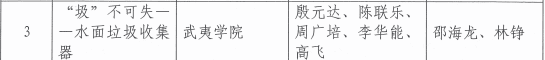 3
“圾”不可失—
—水面垃圾收集
器
武夷学院
殷元达、陈联乐、
周广培、李华能、
高飞
邵海龙、林铮